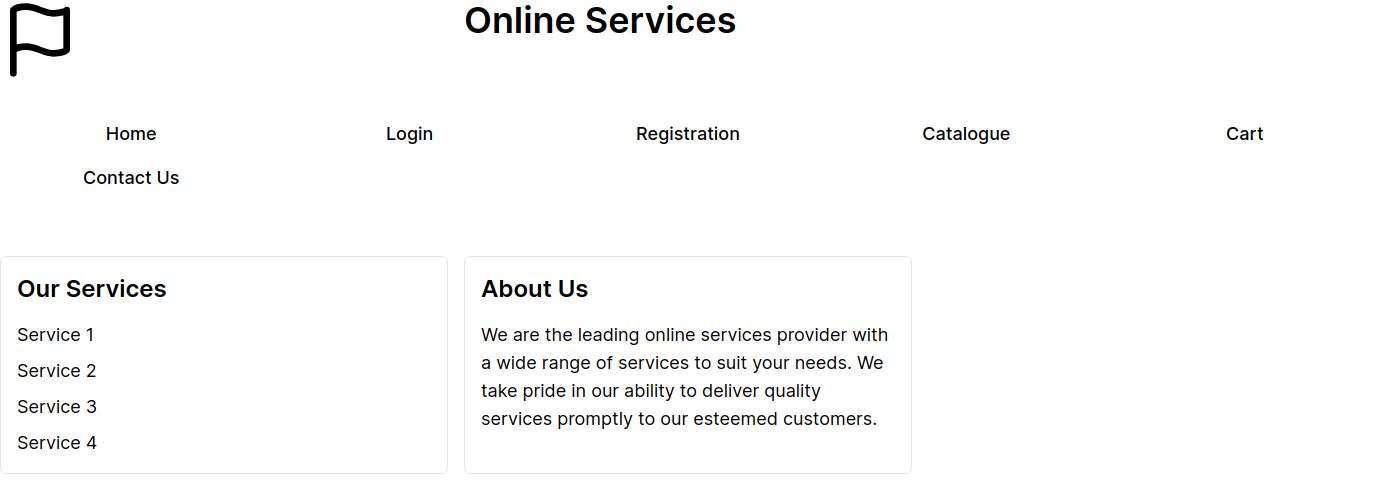 Online Services
Home
Login
Registration
Catalogue
Cart
Contact Us
Our Services
Service 1
Service 2
Service 3
Service 4
About Us
We are the leading online services provider with
a wide range of services to suit your needs. We
take pride in our ability to deliver quality
services promptly to our esteemed customers.